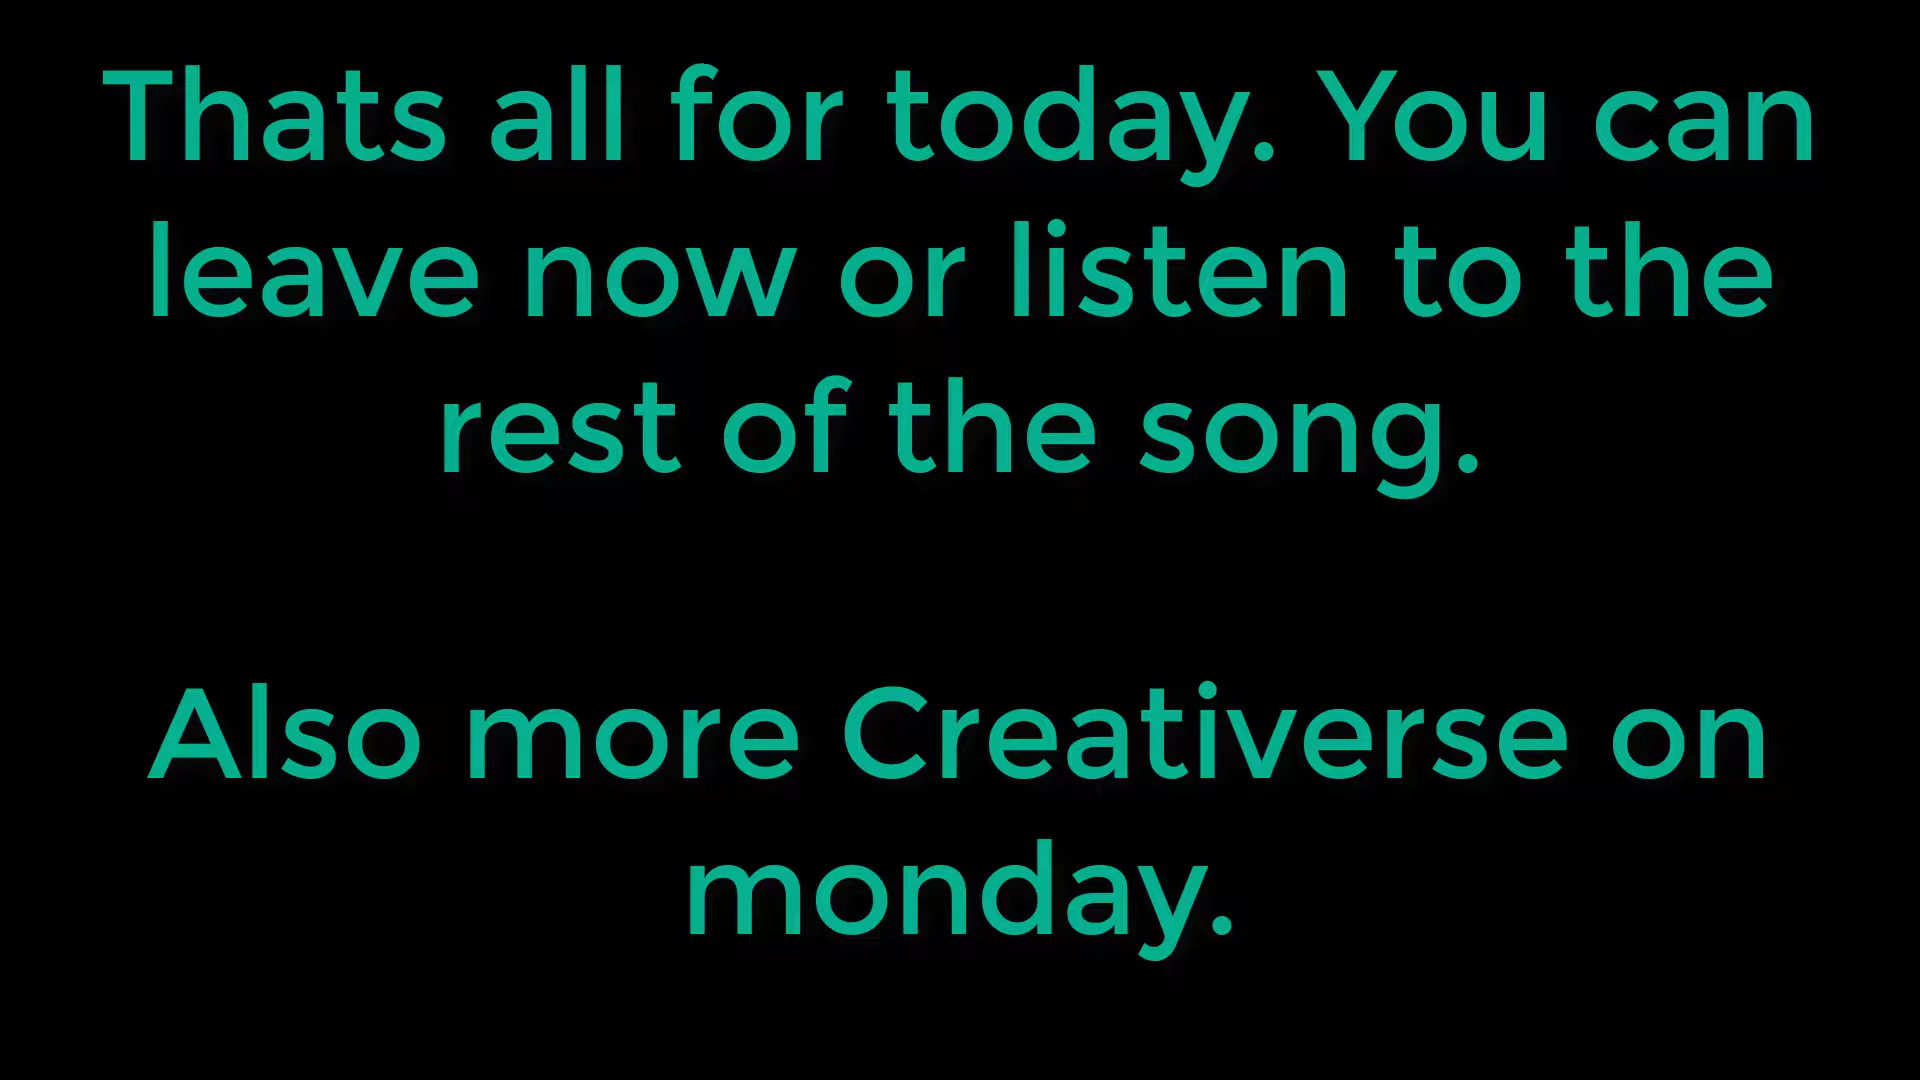 Thats all for today. You can
leave now or listen to the
rest of the song.
Also more Creativerse on
monday.